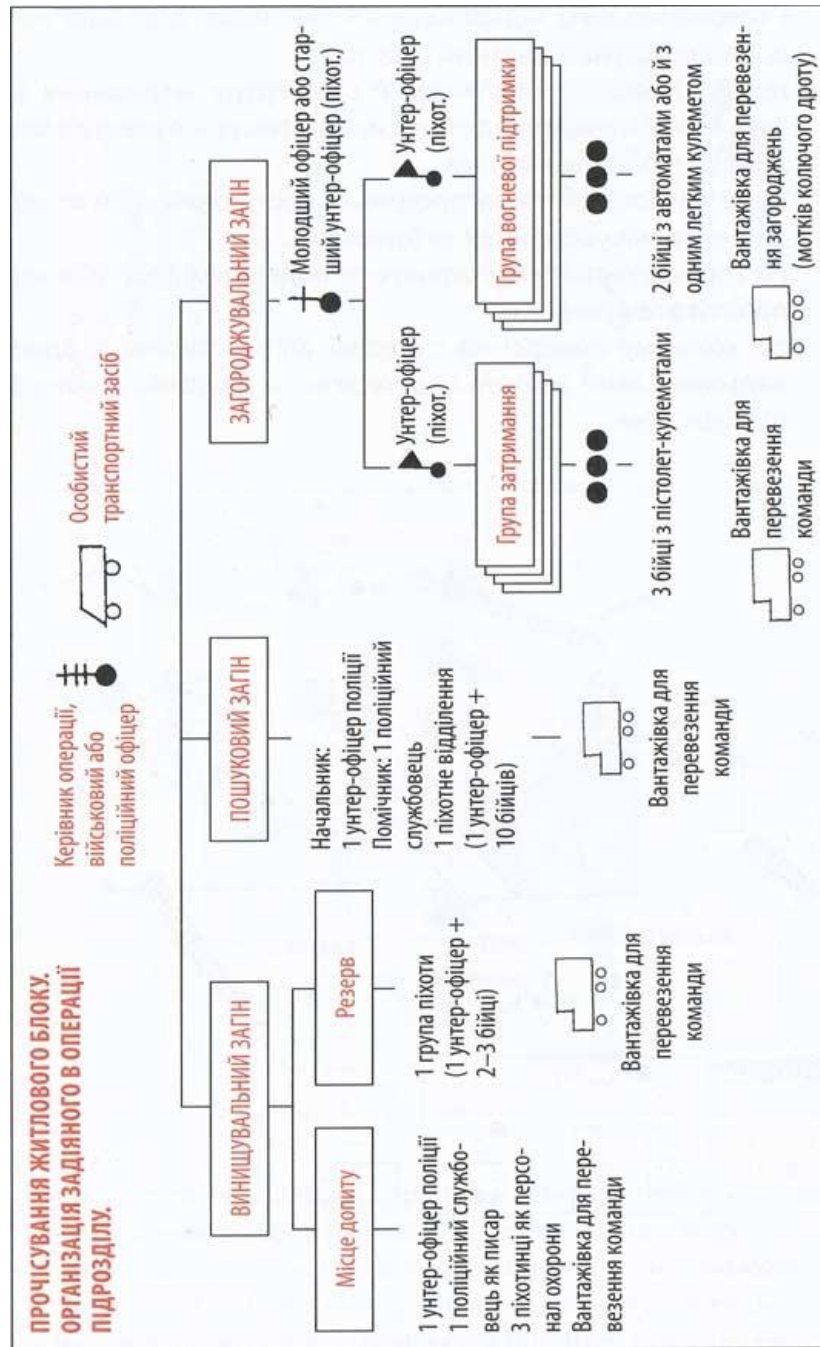 ПРОЧІСУВАННЯ ЖИТЛОВОГО БЛОКУ.
ОРГАНІЗАЦІЯ ЗАДІЯНОГО В ОПЕРАЦІЇ
ПІДРОЗДІЛУ.
Керівник операції,
військовий або
поліційний офіцер
Особистий
транспортний засіб
ВИНИЩУВАЛЬНИЙ ЗАГІН
Місце допиту
1 унтер-офіцер поліції
1 поліційний службо-
вець як писар
3 піхотинці як персо-
нал охорони
Вантажівка для пере-
везення команди
Резерв
1 група піхоти
(1 унтер-офіцер +
2–3 бійці)
Вантажівка для
перевезення
команди
ПОШУКОВИЙ ЗАГІН
Начальник:
1 унтер-офіцер поліції
Помічник: 1 поліційний
службовець
1 піхотне відділення
(1 унтер-офіцер +
10 бійців)
Вантажівка для
перевезення
команди
ЗАГОРОДЖУВАЛЬНИЙ ЗАГІН
Молодший офіцер або стар-
ший унтер-офіцер (піхот.)
Унтер-офіцер
(піхот.)
Група затримання
3 бійці з пістолет-кулеметами
Унтер-офіцер
(піхот.)
Група вогневої підтримки
2 бійці з автоматами або й з
одним легким кулеметом
Вантажівка для
перевезення
команди
Вантажівка для перевезен-
ня загороджень
(мотків колючого дроту)